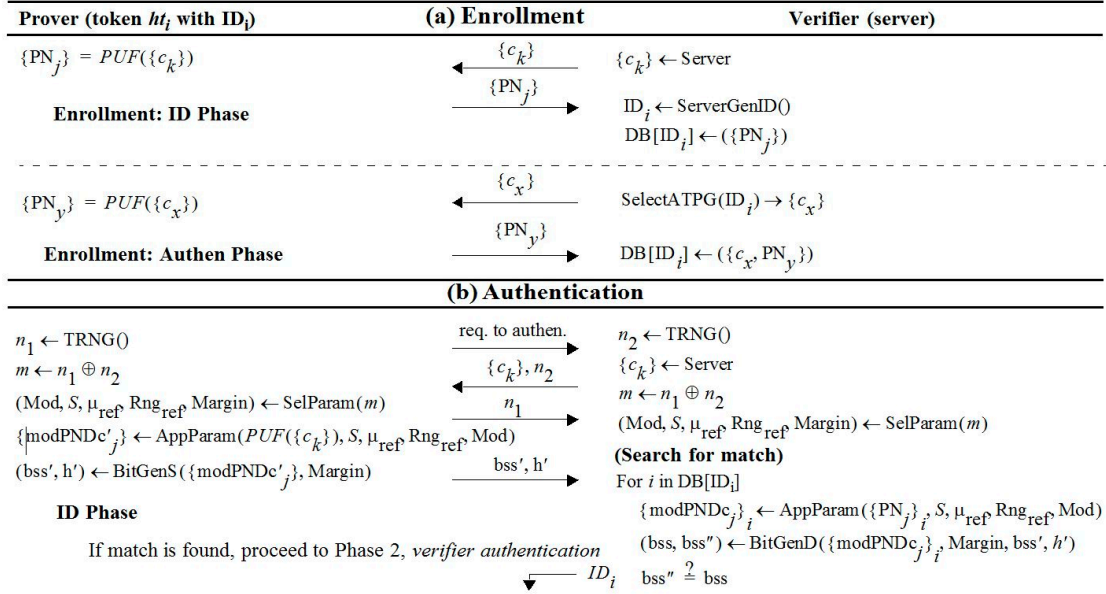 Prover (token ht_i with ID_i) (a) Enrollment Verifier (server)
{PN_j} = PUF({c_k}) {c_k} {c_k} ← Server
{PN_j}
Enrollment: ID Phase ID_i ← ServerGenID()
DB[ID_i] ← ({PN_j})
{PN_y} = PUF({c_x}) {c_x} SelectATPG(ID_i) → {c_x}
{PN_y}
Enrollment: Authen Phase DB[ID_i] ← ({c_x, PN_y})
(b) Authentication
n_1 ← TRNG() req. to authen. n_2 ← TRNG()
m ← n_1 ⊕ n_2 {c_k}, n_2 {c_k} ← Server
m ← n_1 ⊕ n_2
(Mod, S, μ_ref, Rng_ref, Margin) ← SelParam(m) n_1 (Mod, S, μ_ref, Rng_ref, Margin) ← SelParam(m)
{modPNDc'_j} ← AppParam(PUF({c_k}), S, μ_ref, Rng_ref, Mod)
(Search for match)
(bss', h') ← BitGenS({modPNDc'_j}, Margin) bss', h' For i in DB[ID_i]
ID Phase {modPNDc_j}_i ← AppParam({PN_j}_i, S, μ_ref, Rng_ref, Mod)
If match is found, proceed to Phase 2, verifier authentication (bss, bss'') ← BitGenD({modPNDc_j}_i, Margin, bss', h')
ID_i bss'' ≟ bss